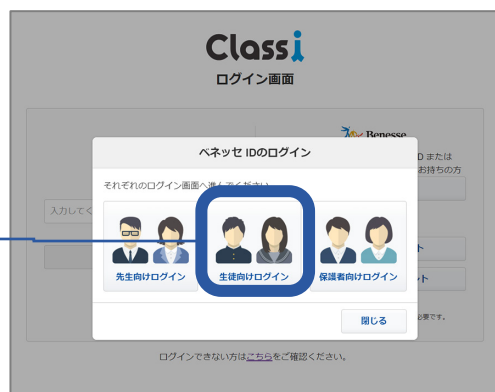 Classi
ログイン画面
Benesse
D または
お持ちの方
ベネッセ IDのログイン
それぞれのログイン画面へ進んでください
入力してく
先生向けログイン
生徒向けログイン
保護者向けログイン
ト
ト
閉じる
必要です。
ログインできない方はこちらをご確認ください。